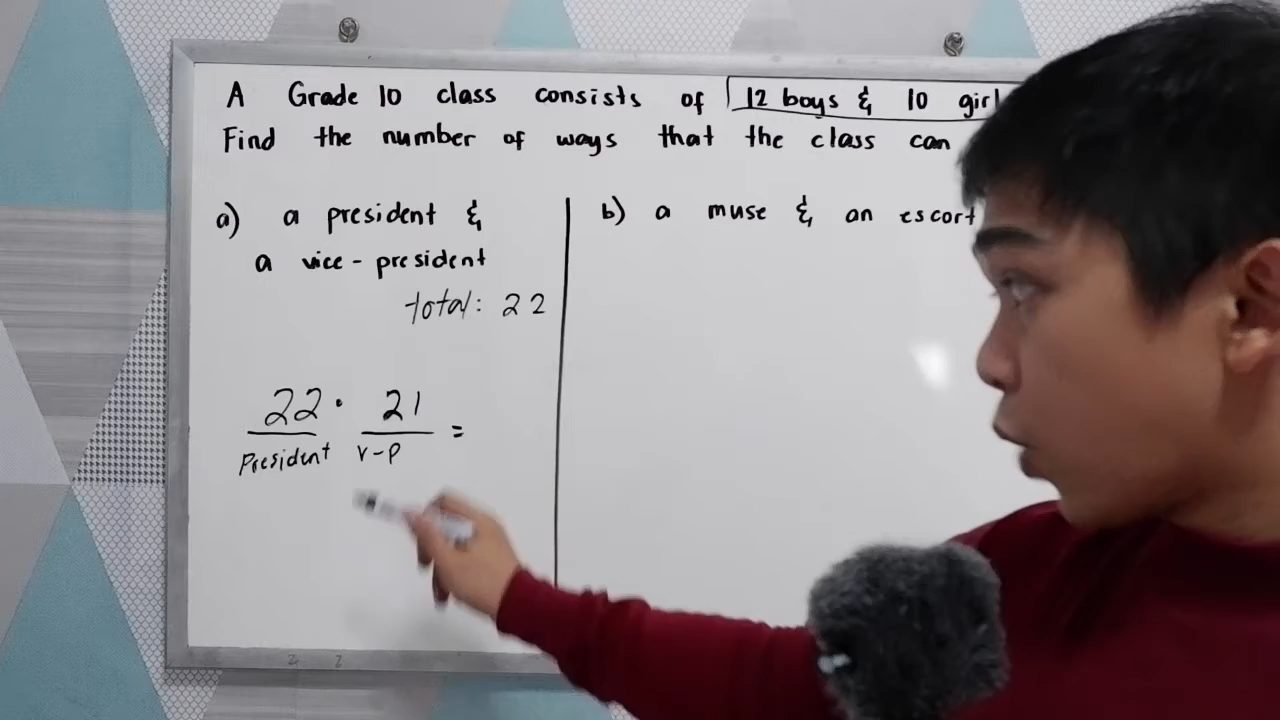 A Grade 10 class consists of 12 boys & 10 girl
Find the number of ways that the class can
a) a president &
a vice-president
total: 22
22 · 21 =
President v-p
b) a muse & an escort